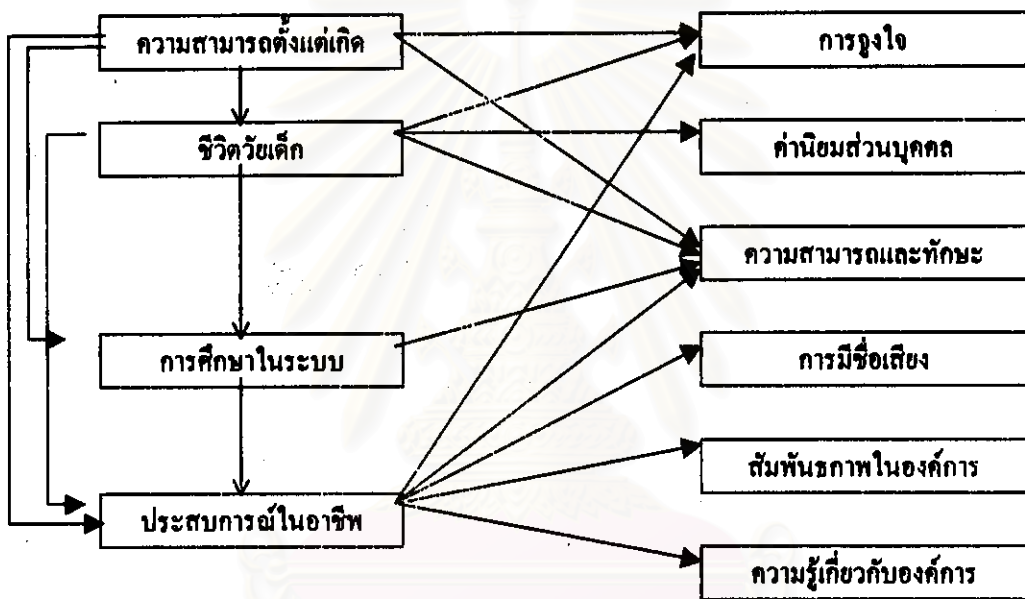 ความสามารถตั้งแต่เกิด
การจูงใจ
ชีวิตวัยเด็ก
ค่านิยมส่วนบุคคล
ความสามารถและทักษะ
การศึกษาในระบบ
การมีชื่อเสียง
สัมพันธภาพในองค์การ
ประสบการณ์ในอาชีพ
ความรู้เกี่ยวกับองค์การ